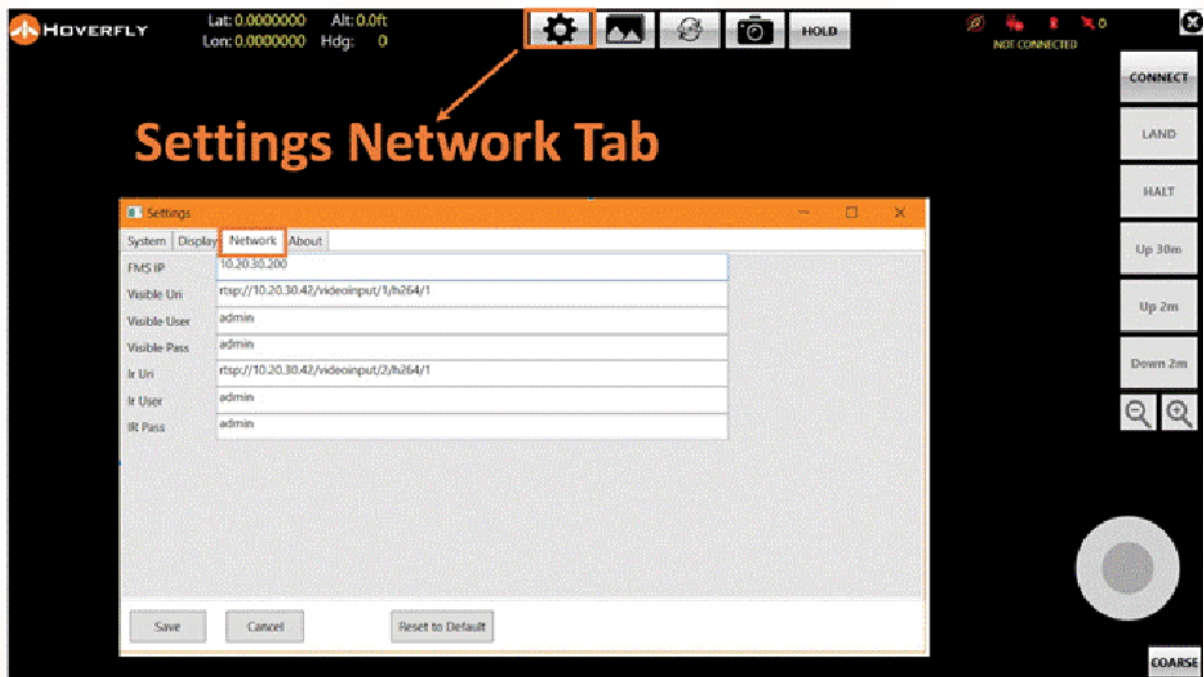 HOVERFLY
Lat: 0.0000000 Alt: 0.0ft
Lon: 0.0000000 Hdg: 0
HOLD
0
NOT CONNECTED
CONNECT
LAND
HALT
Up 30m
Up 2m
Down 2m
COARSE
Settings Network Tab
Settings
System Display Network About
FMS IP 10.20.30.200
Visible Uri rtsp://10.20.30.42/videoinput/1/h264/1
Visible User admin
Visible Pass admin
Ir Uri rtsp://10.20.30.42/videoinput/2/h264/1
Ir User admin
IR Pass admin
Save Cancel Reset to Default